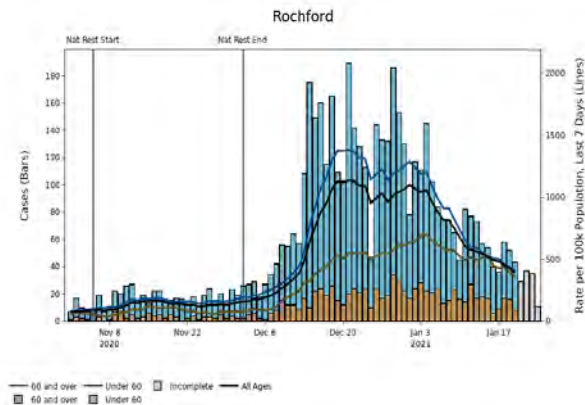 Rochford
Nat Rest Start
Nat Rest End
Cases (Bars)
180
160
140
120
100
80
60
40
20
0
Rate per 100k Population, Last 7 Days (Lines)
2000
1500
1000
500
0
Nov 8
2020
Nov 22
Dec 6
Dec 20
Jan 3
2021
Jan 17
60 and over
Under 60
Incomplete
All Ages
60 and over
Under 60